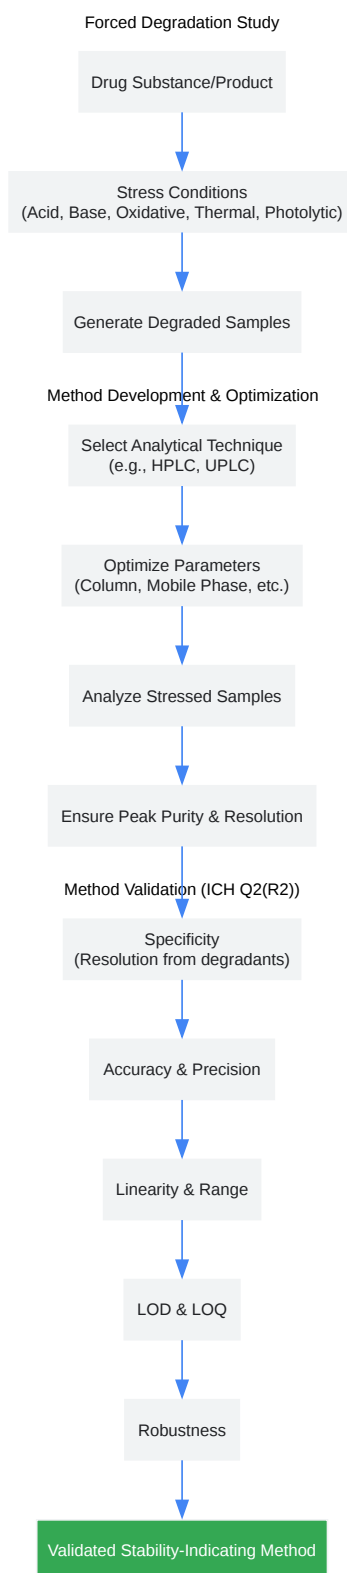 Forced Degradation Study
Drug Substance/Product
Stress Conditions
(Acid, Base, Oxidative, Thermal, Photolytic)
Generate Degraded Samples
Method Development & Optimization
Select Analytical Technique
(e.g., HPLC, UPLC)
Optimize Parameters
(Column, Mobile Phase, etc.)
Analyze Stressed Samples
Ensure Peak Purity & Resolution
Method Validation (ICH Q2(R2))
Specificity
(Resolution from degradants)
Accuracy & Precision
Linearity & Range
LOD & LOQ
Robustness
Validated Stability-Indicating Method